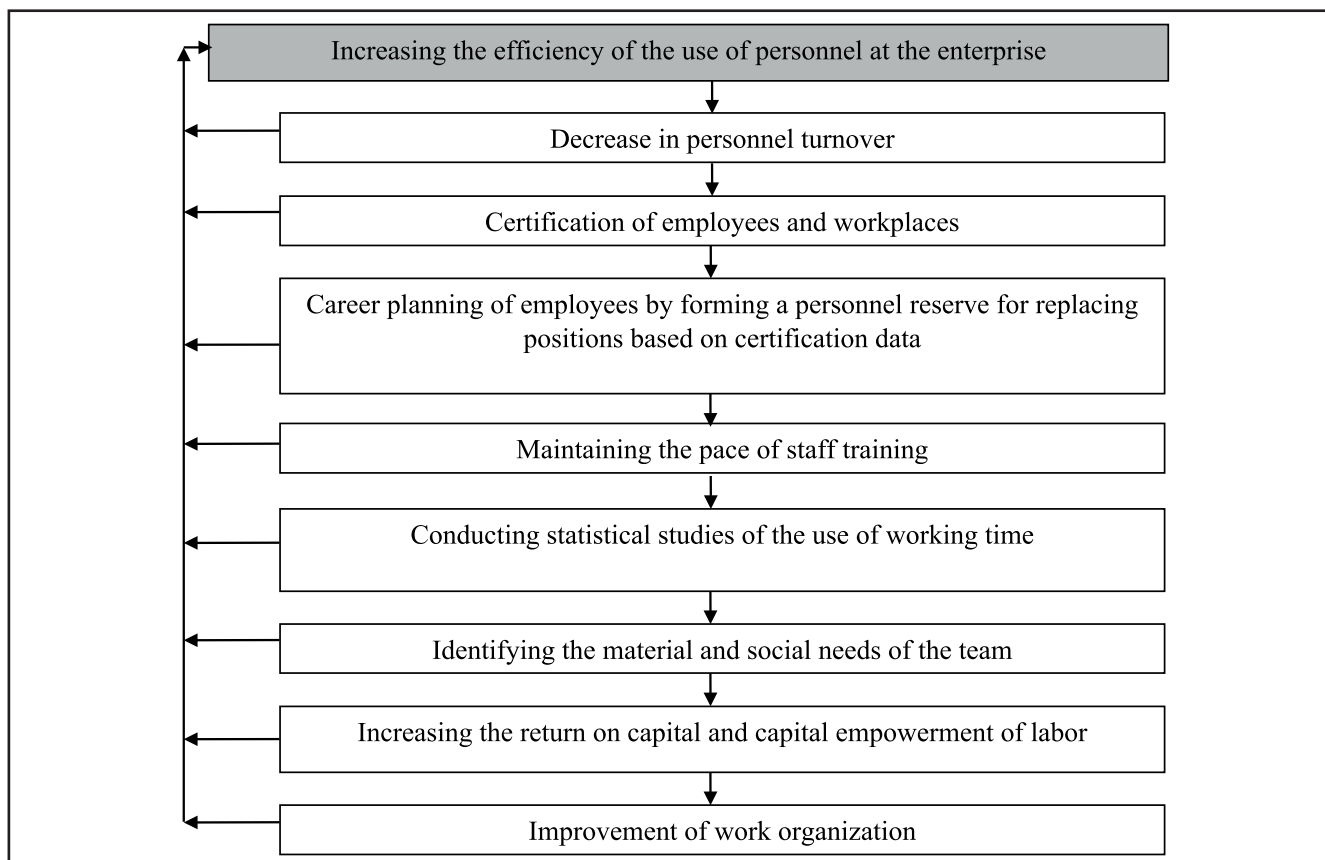 Increasing the efficiency of the use of personnel at the enterprise
Decrease in personnel turnover
Certification of employees and workplaces
Career planning of employees by forming a personnel reserve for replacing
positions based on certification data
Maintaining the pace of staff training
Conducting statistical studies of the use of working time
Identifying the material and social needs of the team
Increasing the return on capital and capital empowerment of labor
Improvement of work organization